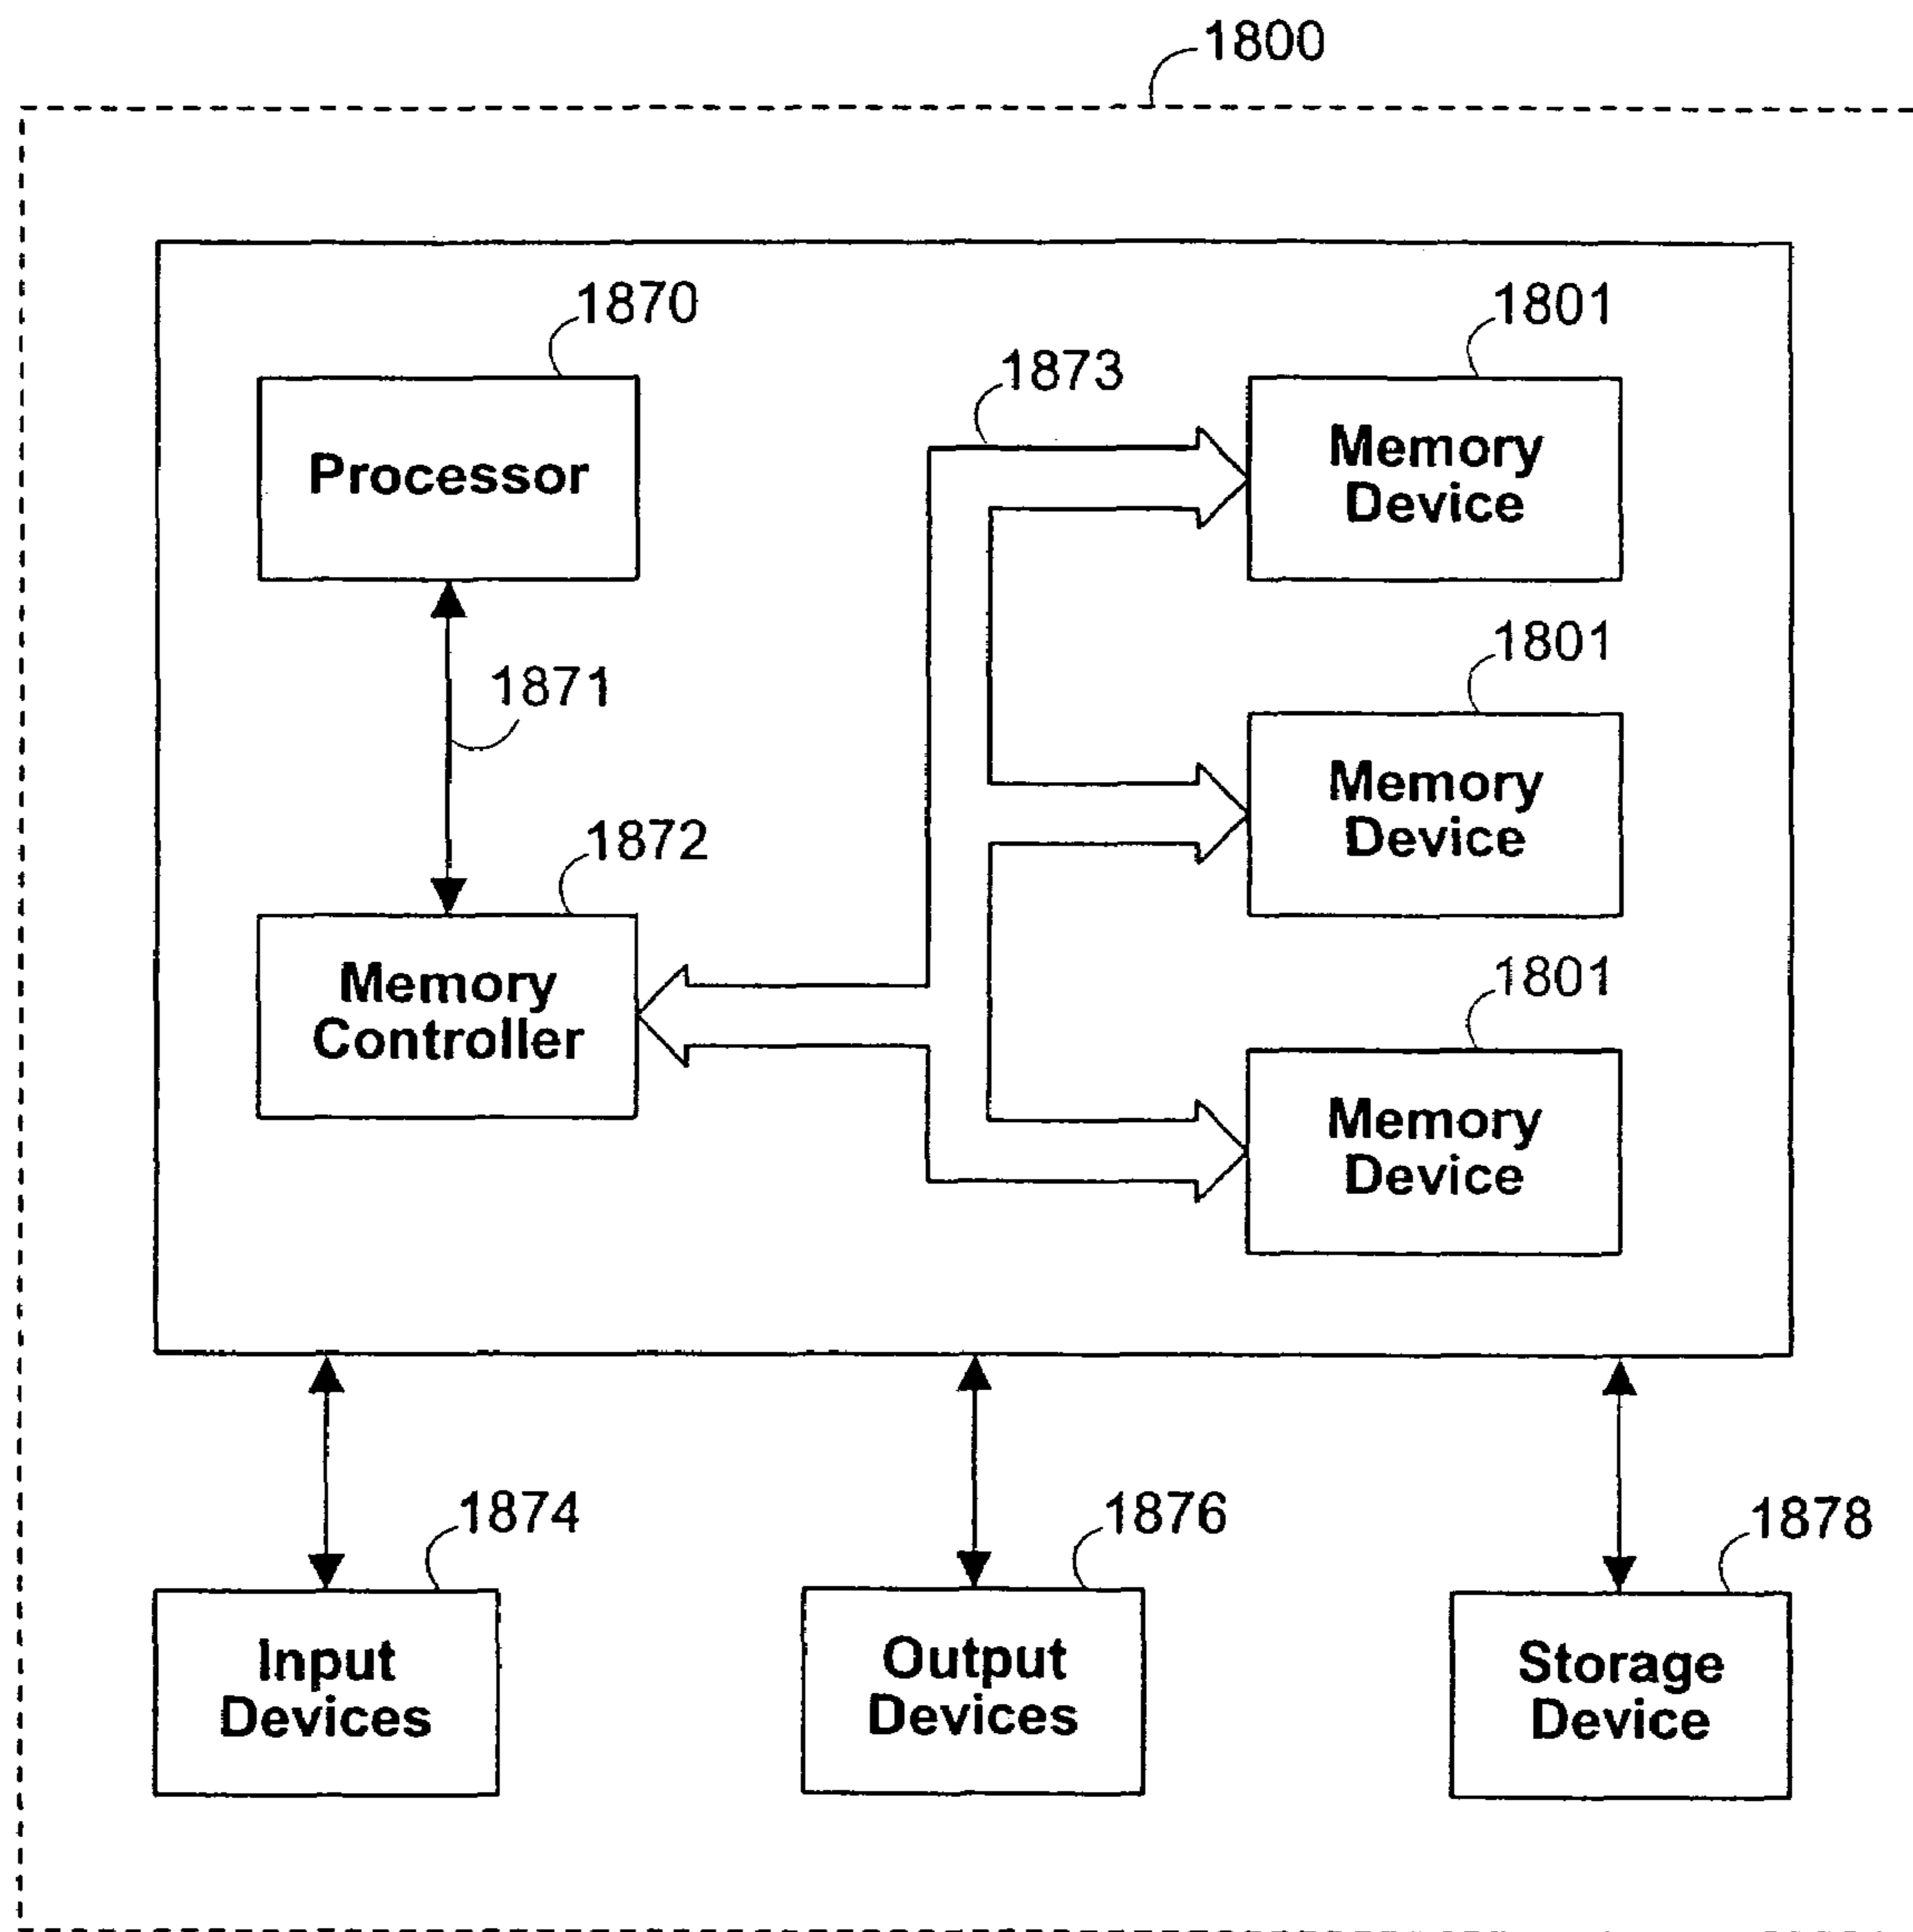 1800
1870
1801
1873
Processor
Memory
Device
1871
1801
Memory
Device
1872
Memory
Controller
1801
Memory
Device
1874
1876
1878
Input
Devices
Output
Devices
Storage
Device